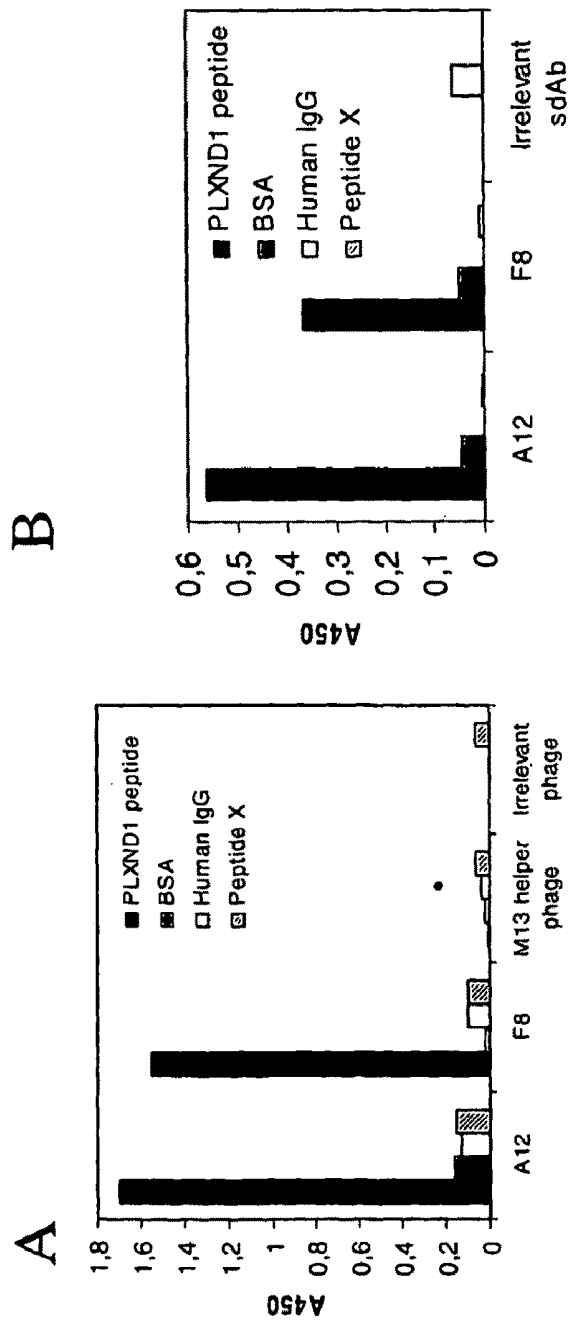 A
A450
1,8
1,6
1,4
1,2
1
0,8
0,6
0,4
0,2
0
PLXND1 peptide
BSA
Human IgG
Peptide X
A12
F8
M13 helper
phage
Irrelevant
phage
B
A450
0,6
0,5
0,4
0,3
0,2
0,1
0
PLXND1 peptide
BSA
Human IgG
Peptide X
A12
F8
Irrelevant
sdAb